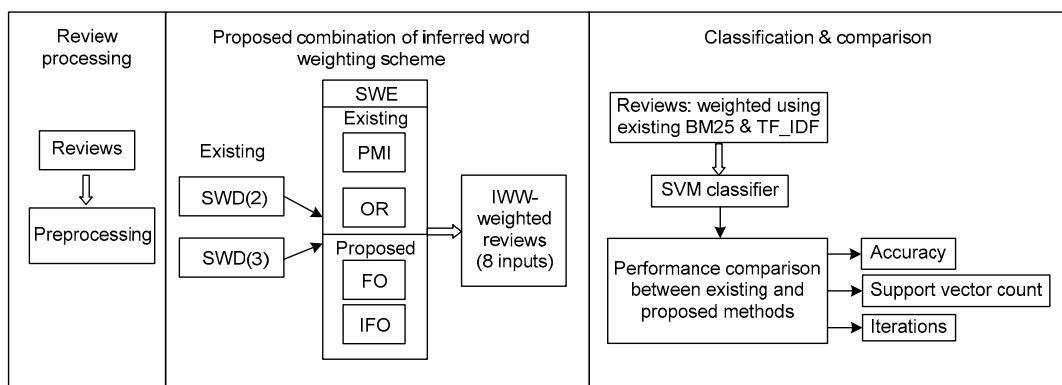 Review
processing
Reviews
Preprocessing
Proposed combination of inferred word
weighting scheme
Existing
SWD(2)
SWD(3)
SWE
Existing
PMI
OR
Proposed
FO
IFO
IWW-
weighted
reviews
(8 inputs)
Classification & comparison
Reviews: weighted using
existing BM25 & TF_IDF
SVM classifier
Performance comparison
between existing and
proposed methods
Accuracy
Support vector count
Iterations